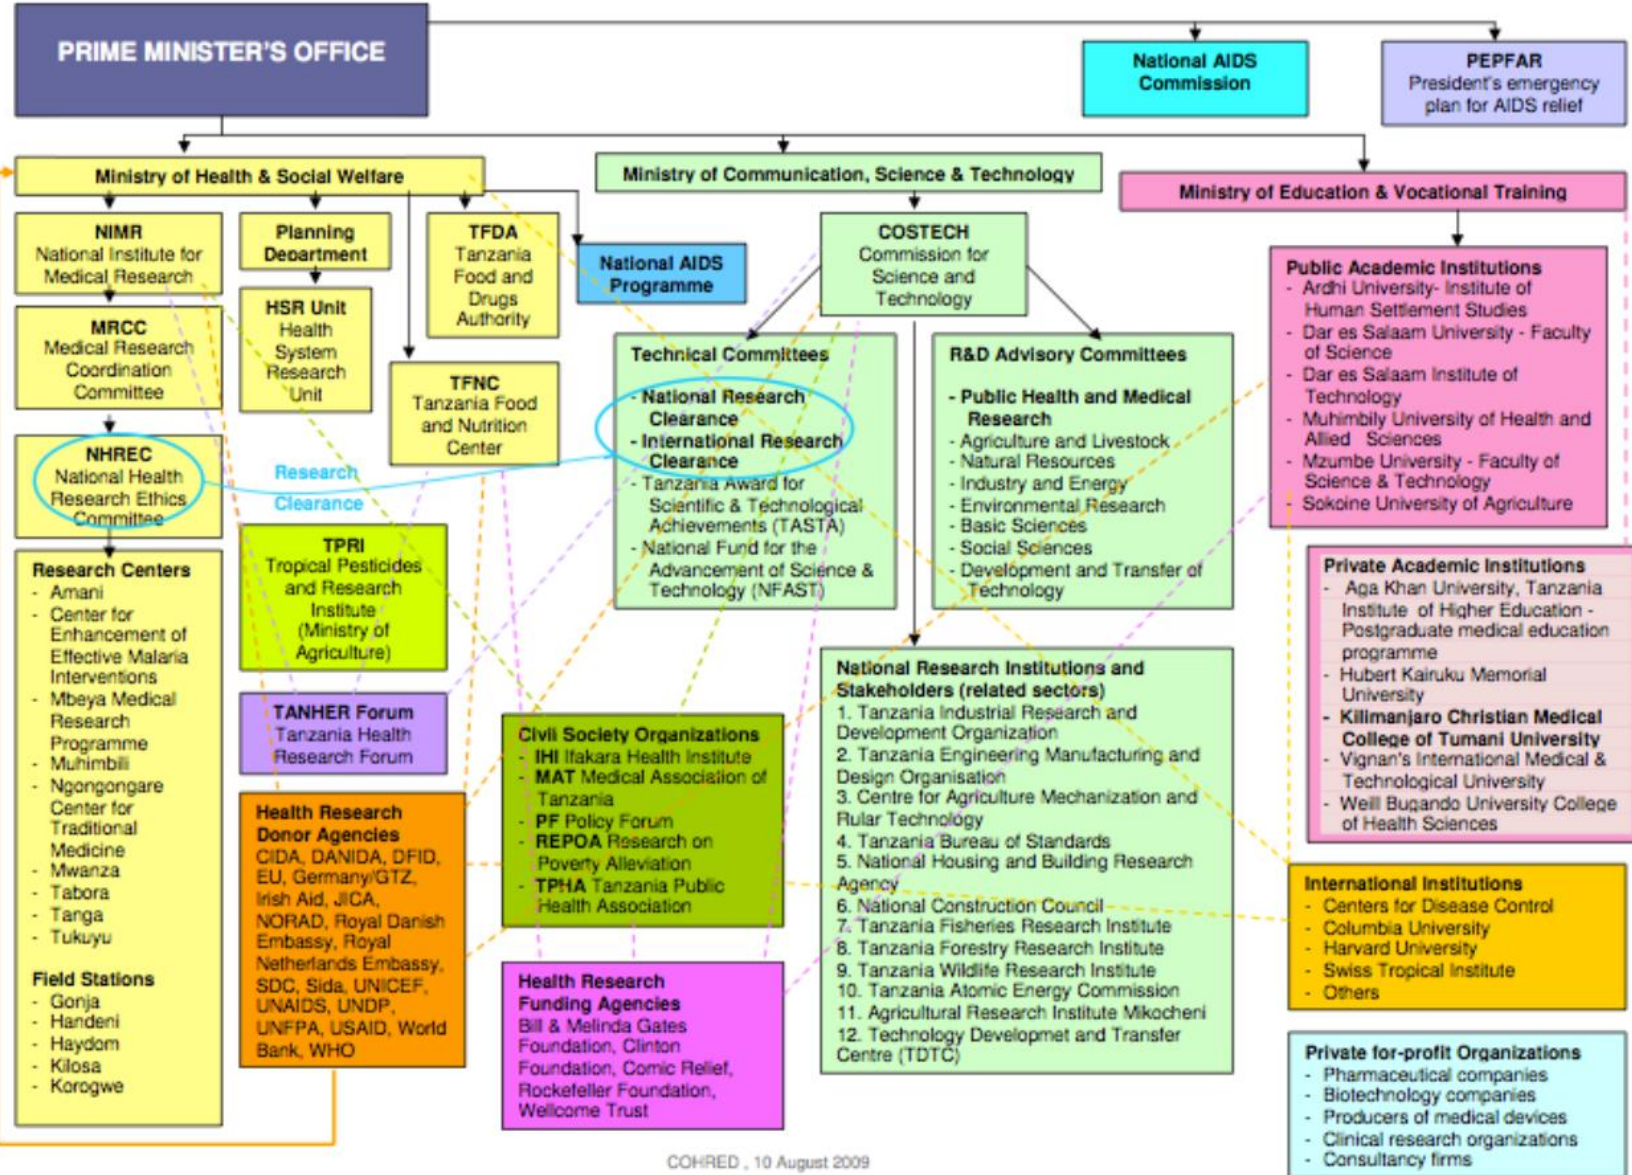 PRIME MINISTER'S OFFICE
National AIDS
Commission
PEPFAR
President's emergency
plan for AIDS relief
Ministry of Health & Social Welfare
Ministry of Communication, Science & Technology
Ministry of Education & Vocational Training
NIMR
National Institute for
Medical Research
Planning
Department
TFDA
Tanzania
Food and
Drugs
Authority
National AIDS
Programme
COSTECH
Commission for
Science and
Technology
HSR Unit
Health
System
Research
Unit
MRCC
Medical Research
Coordination
Committee
TFNC
Tanzania Food
and Nutrition
Center
NHREC
National Health
Research Ethics
Committee
Research
Clearance
Technical Committees
- National Research
Clearance
- International Research
Clearance
- Tanzania Award for
Scientific & Technological
Achievements (TASTA)
- National Fund for the
Advancement of Science &
Technology (NFAST)
R&D Advisory Committees
- Public Health and Medical
Research
- Agriculture and Livestock
- Natural Resources
- Industry and Energy
- Environmental Research
- Basic Sciences
- Social Sciences
- Development and Transfer of
Technology
Public Academic Institutions
- Ardhi University- Institute of
Human Settlement Studies
- Dar es Salaam University - Faculty
of Science
- Dar es Salaam Institute of
Technology
- Muhimbily University of Health and
Allied Sciences
- Mzumbe University - Faculty of
Science & Technology
- Sokoine University of Agriculture
Research Centers
- Amani
- Center for
Enhancement of
Effective Malaria
Interventions
- Mbeya Medical
Research
Programme
- Muhimbili
- Ngongongare
Center for
Traditional
Medicine
- Mwanza
- Tabora
- Tanga
- Tukuyu
Field Stations
- Gonja
- Handeni
- Haydom
- Kilosa
- Korogwe
TPRI
Tropical Pesticides
and Research
Institute
(Ministry of
Agriculture)
TANHER Forum
Tanzania Health
Research Forum
Health Research
Donor Agencies
CIDA, DANIDA, DFID,
EU, Germany/GTZ,
Irish Aid, JICA,
NORAD, Royal Danish
Embassy, Royal
Netherlands Embassy,
SDC, Sida, UNICEF,
UNAIDS, UNDP,
UNFPA, USAID, World
Bank, WHO
Civil Society Organizations
- IHI Ifakara Health Institute
- MAT Medical Association of
Tanzania
- PF Policy Forum
- REPOA Research on
Poverty Alleviation
- TPHA Tanzania Public
Health Association
Health Research
Funding Agencies
Bill & Melinda Gates
Foundation, Clinton
Foundation, Comic Relief,
Rockefeller Foundation,
Wellcome Trust
National Research Institutions and
Stakeholders (related sectors)
1. Tanzania Industrial Research and
Development Organization
2. Tanzania Engineering Manufacturing and
Design Organisation
3. Centre for Agriculture Mechanization and
Rular Technology
4. Tanzania Bureau of Standards
5. National Housing and Building Research
Agency
6. National Construction Council
7. Tanzania Fisheries Research Institute
8. Tanzania Forestry Research Institute
9. Tanzania Wildlife Research Institute
10. Tanzania Atomic Energy Commission
11. Agricultural Research Institute Mikocheni
12. Technology Developmet and Transfer
Centre (TDTC)
Private Academic Institutions
- Aga Khan University, Tanzania
Institute of Higher Education -
Postgraduate medical education
programme
- Hubert Kairuku Memorial
University
- Kilimanjaro Christian Medical
College of Tumani University
- Vignan's International Medical &
Technological University
- Weill Bugando University College
of Health Sciences
International Institutions
- Centers for Disease Control
- Columbia University
- Harvard University
- Swiss Tropical Institute
- Others
Private for-profit Organizations
- Pharmaceutical companies
- Biotechnology companies
- Producers of medical devices
- Clinical research organizations
- Consultancy firms
COHRED , 10 August 2009